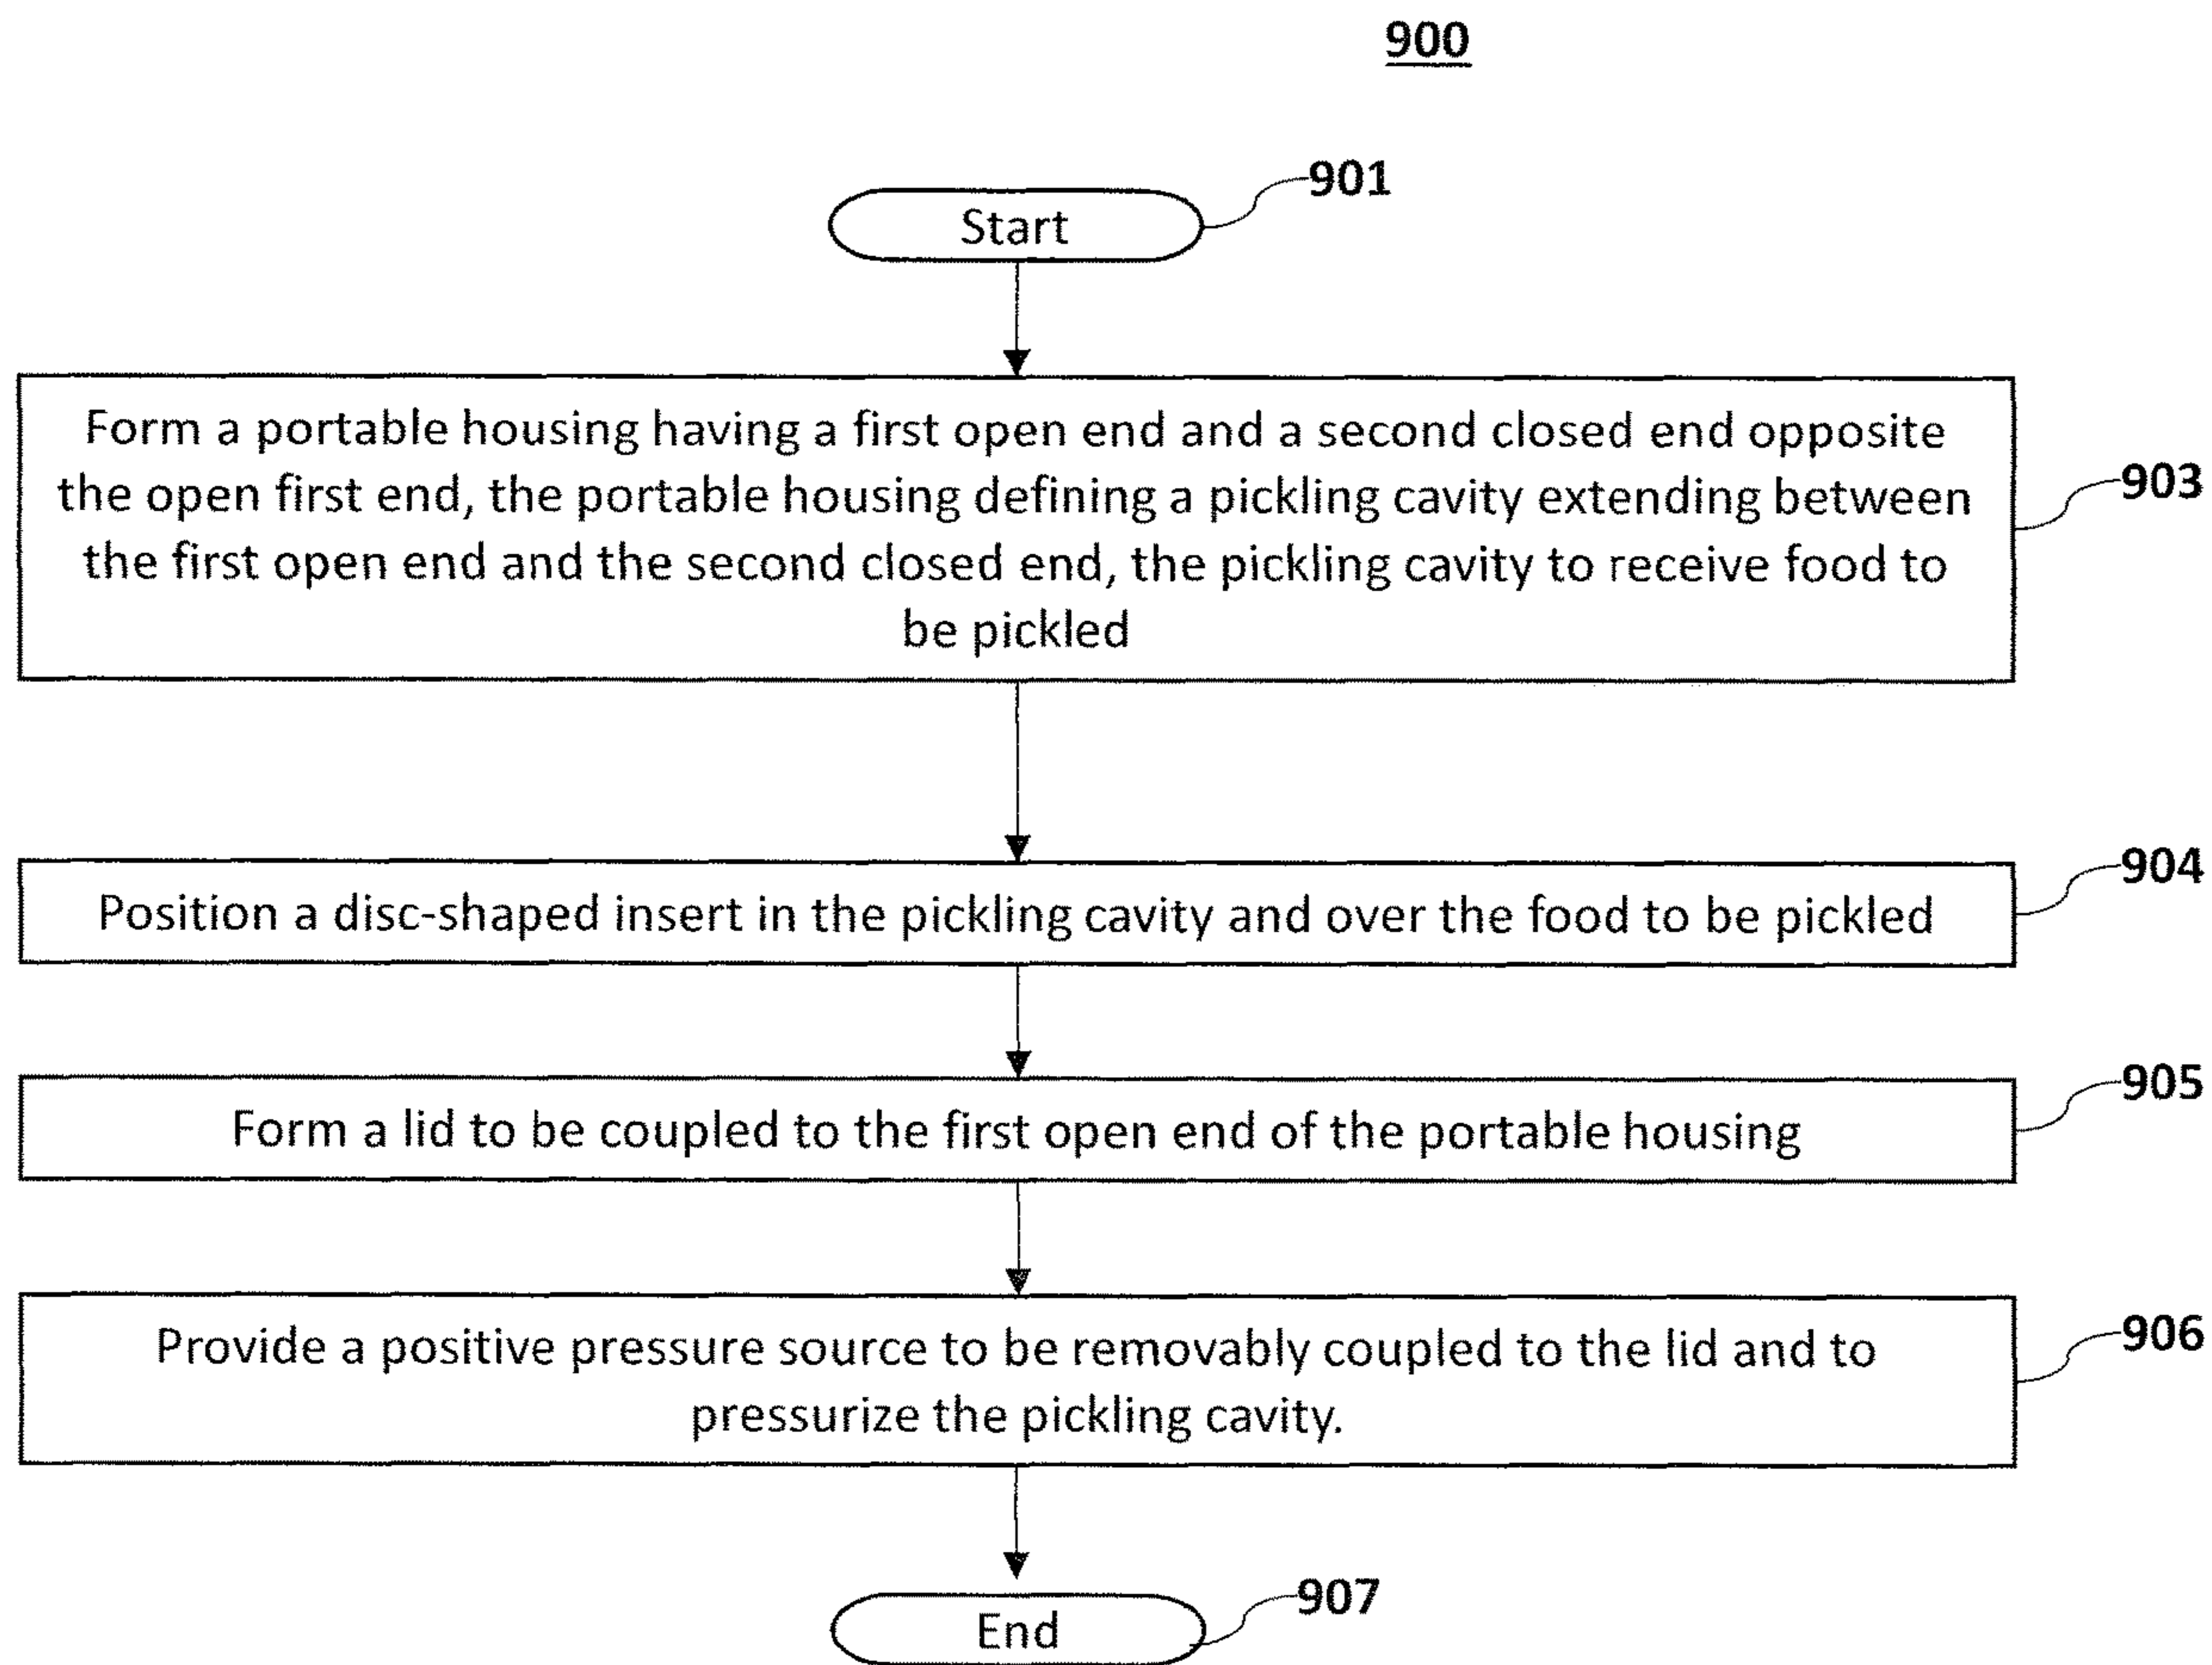 900
Start
901
Form a portable housing having a first open end and a second closed end opposite
the open first end, the portable housing defining a pickling cavity extending between
the first open end and the second closed end, the pickling cavity to receive food to
be pickled
903
Position a disc-shaped insert in the pickling cavity and over the food to be pickled
904
Form a lid to be coupled to the first open end of the portable housing
905
Provide a positive pressure source to be removably coupled to the lid and to
pressurize the pickling cavity.
906
End
907